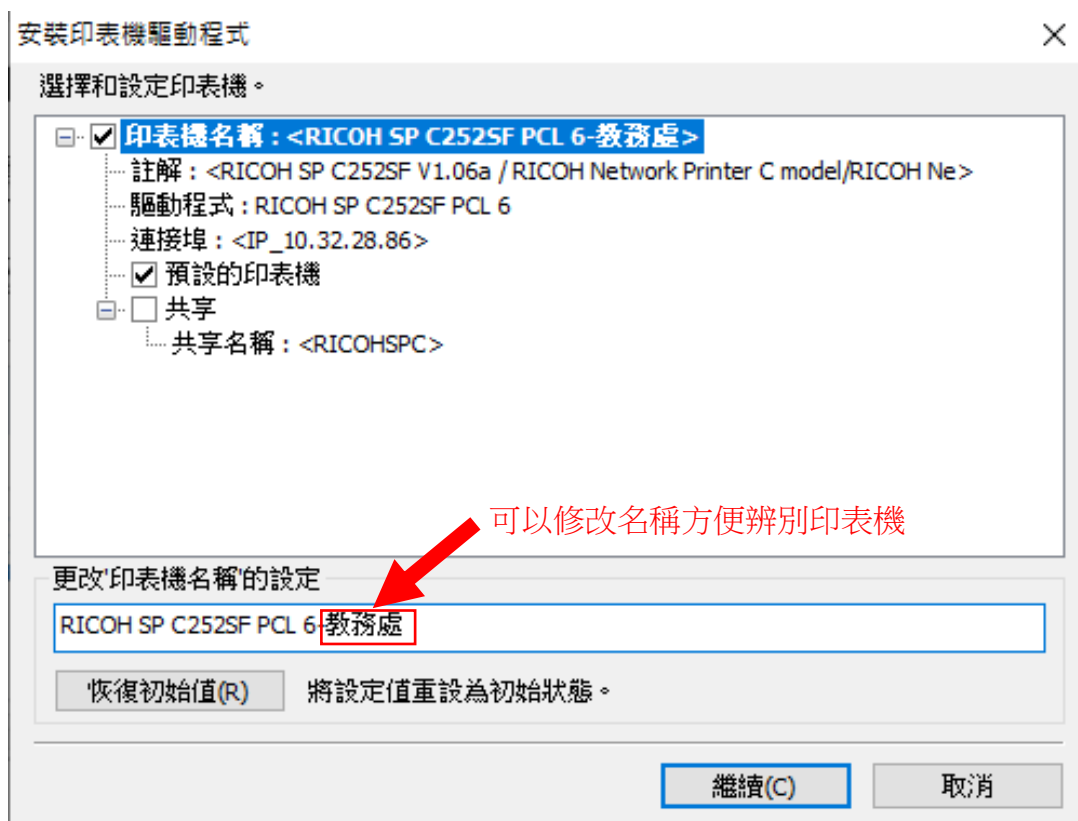 安裝印表機驅動程式
選擇和設定印表機。
印表機名稱 : <RICOH SP C252SF PCL 6-教務處>
註解 : <RICOH SP C252SF V1.06a / RICOH Network Printer C model/RICOH Ne>
驅動程式 : RICOH SP C252SF PCL 6
連接埠 : <IP_10.32.28.86>
預設的印表機
共享
共享名稱 : <RICOHSPC>
可以修改名稱方便辨別印表機
更改'印表機名稱'的設定
RICOH SP C252SF PCL 6-教務處
恢復初始值(R) 將設定值重設為初始狀態。
繼續(C) 取消